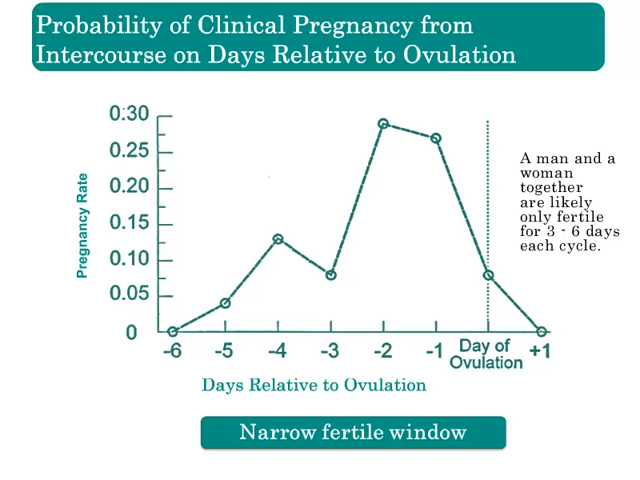 Probability of Clinical Pregnancy from
Intercourse on Days Relative to Ovulation
0:30
0.25
0.20
0.15
0.10
0.05
0
Pregnancy Rate
-6
-5
-4
-3
-2
-1
Day of
Ovulation
+1
Days Relative to Ovulation
A man and a
woman
together
are likely
only fertile
for 3 - 6 days
each cycle.
Narrow fertile window